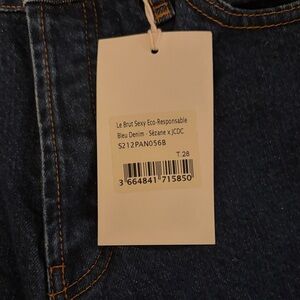 Le Brut Sexy Eco-Responsable
Bleu Denim - Sézane x JCDC
S212PAN056B
T.28
3 664841 715850